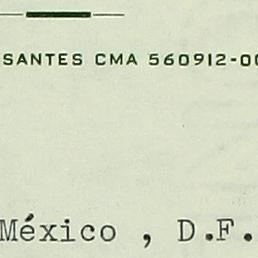 SANTES CMA 560912-00
México , D.F.